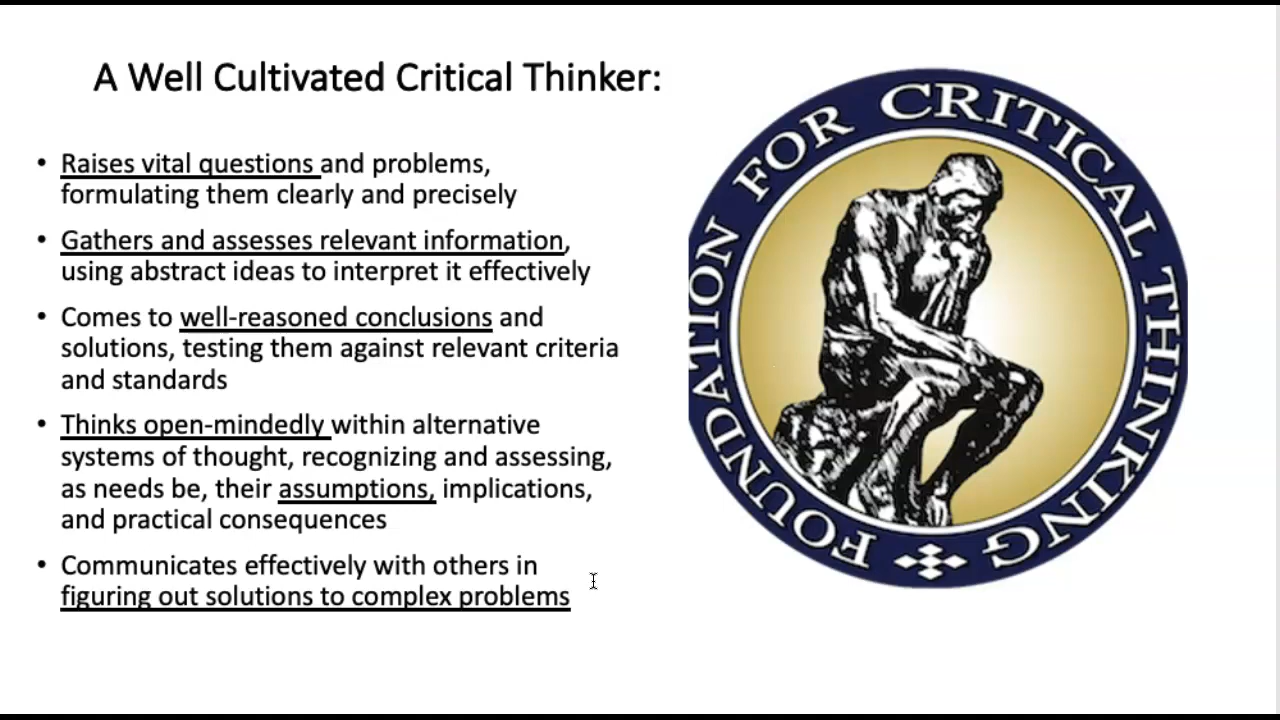 A Well Cultivated Critical Thinker:
• Raises vital questions and problems,
formulating them clearly and precisely
• Gathers and assesses relevant information,
using abstract ideas to interpret it effectively
• Comes to well-reasoned conclusions and
solutions, testing them against relevant criteria
and standards
• Thinks open-mindedly within alternative
systems of thought, recognizing and assessing,
as needs be, their assumptions, implications,
and practical consequences
• Communicates effectively with others in
figuring out solutions to complex problems
FOUNDATION FOR CRITICAL THINKING